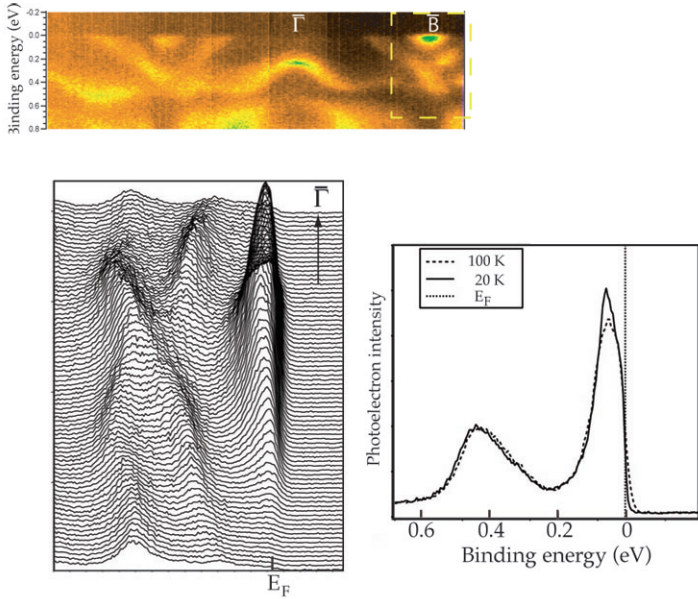 Γ̅
B̅
Binding energy (eV)
-0.2
0.0
0.2
0.4
0.6
0.8
Γ̅
E_F
100 K
20 K
E_F
Photoelectron intensity
0.6
0.4
0.2
0
Binding energy (eV)